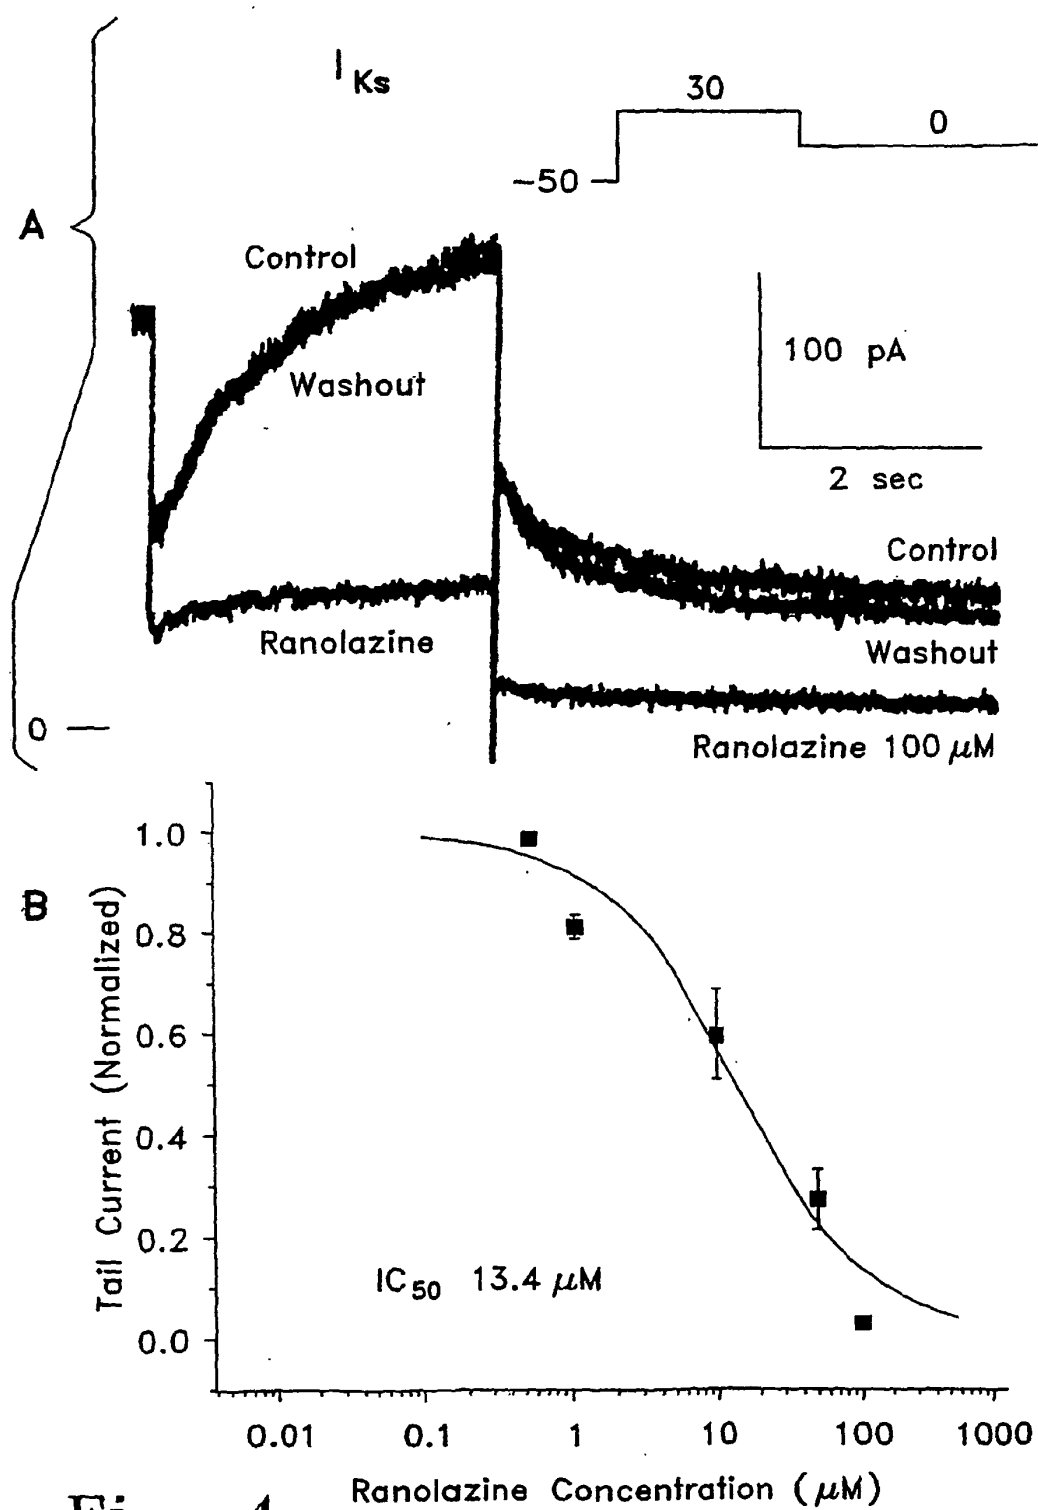 I Ks
30
0
-50
A
Control
100 pA
Washout
2 sec
Control
Ranolazine
Washout
0
Ranolazine 100 μM
1.0
B
0.8
0.6
0.4
0.2
0.0
Tail Current (Normalized)
IC50 13.4 μM
0.01 0.1 1 10 100 1000
Ranolazine Concentration (μM)